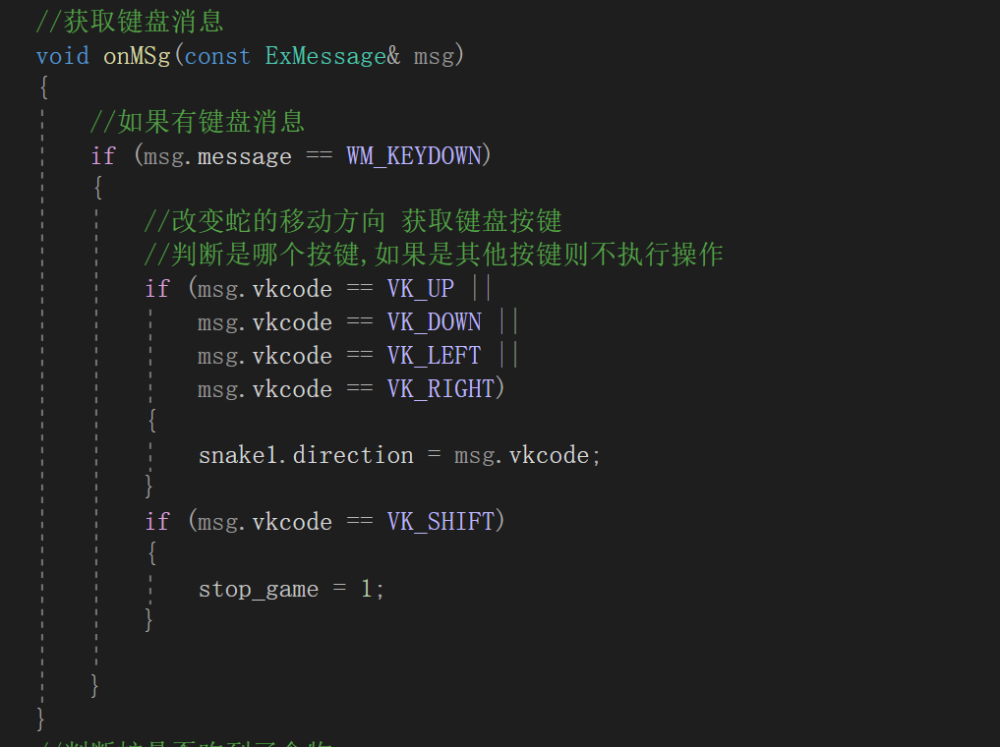 //获取键盘消息
void onMSg(const ExMessage& msg)
{
//如果有键盘消息
if (msg.message == WM_KEYDOWN)
{
//改变蛇的移动方向 获取键盘按键
//判断是哪个按键,如果是其他按键则不执行操作
if (msg.vkcode == VK_UP ||
msg.vkcode == VK_DOWN ||
msg.vkcode == VK_LEFT ||
msg.vkcode == VK_RIGHT)
{
snake1.direction = msg.vkcode;
}
if (msg.vkcode == VK_SHIFT)
{
stop_game = 1;
}
}
}